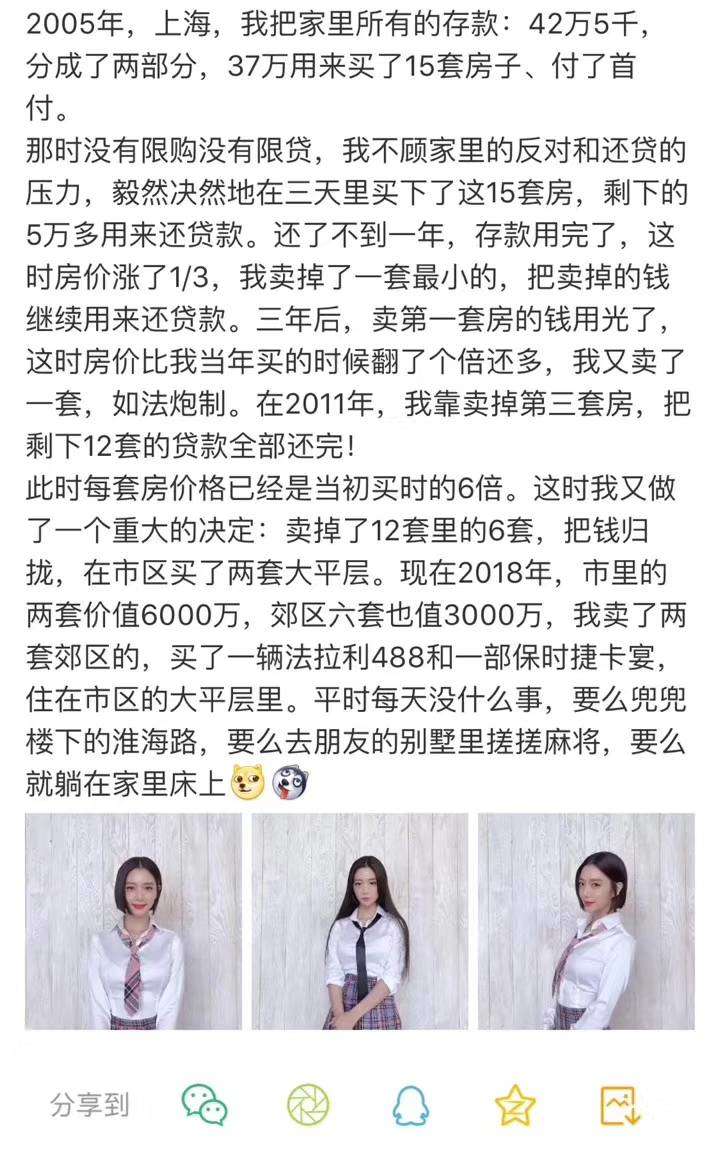 2005年，上海，我把家里所有的存款：42万5千，
分成了两部分，37万用来买了15套房子、付了首
付。
那时没有限购没有限贷，我不顾家里的反对和还贷的
压力，毅然决然地在三天里买下了这15套房，剩下的
5万多用来还贷款。还了不到一年，存款用完了，这
时房价涨了1/3，我卖掉了一套最小的，把卖掉的钱
继续用来还贷款。三年后，卖第一套房的钱用光了，
这时房价比我当年买的时候翻了个倍还多，我又卖了
一套，如法炮制。在2011年，我靠卖掉第三套房，把
剩下12套的贷款全部还完！
此时每套房价格已经是当初买时的6倍。这时我又做
了一个重大的决定：卖掉了12套里的6套，把钱归
拢，在市区买了两套大平层。现在2018年，市里的
两套价值6000万，郊区六套也值3000万，我卖了两
套郊区的，买了一辆法拉利488和一部保时捷卡宴，
住在市区的大平层里。平时每天没什么事，要么兜兜
楼下的淮海路，要么去朋友的别墅里搓搓麻将，要么
就躺在家里床上
分享到